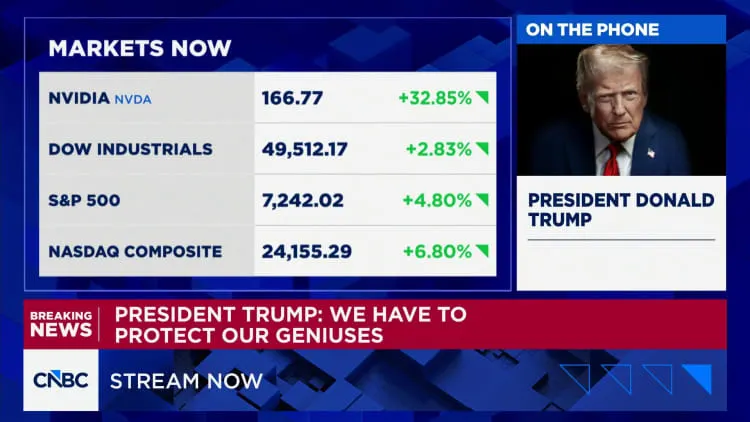 MARKETS NOW
NVIDIA NVDA 166.77 +32.85%
DOW INDUSTRIALS 49,512.17 +2.83%
S&P 500 7,242.02 +4.80%
NASDAQ COMPOSITE 24,155.29 +6.80%
ON THE PHONE
PRESIDENT DONALD
TRUMP
BREAKING
NEWS
PRESIDENT TRUMP: WE HAVE TO
PROTECT OUR GENIUSES
CNBC
STREAM NOW